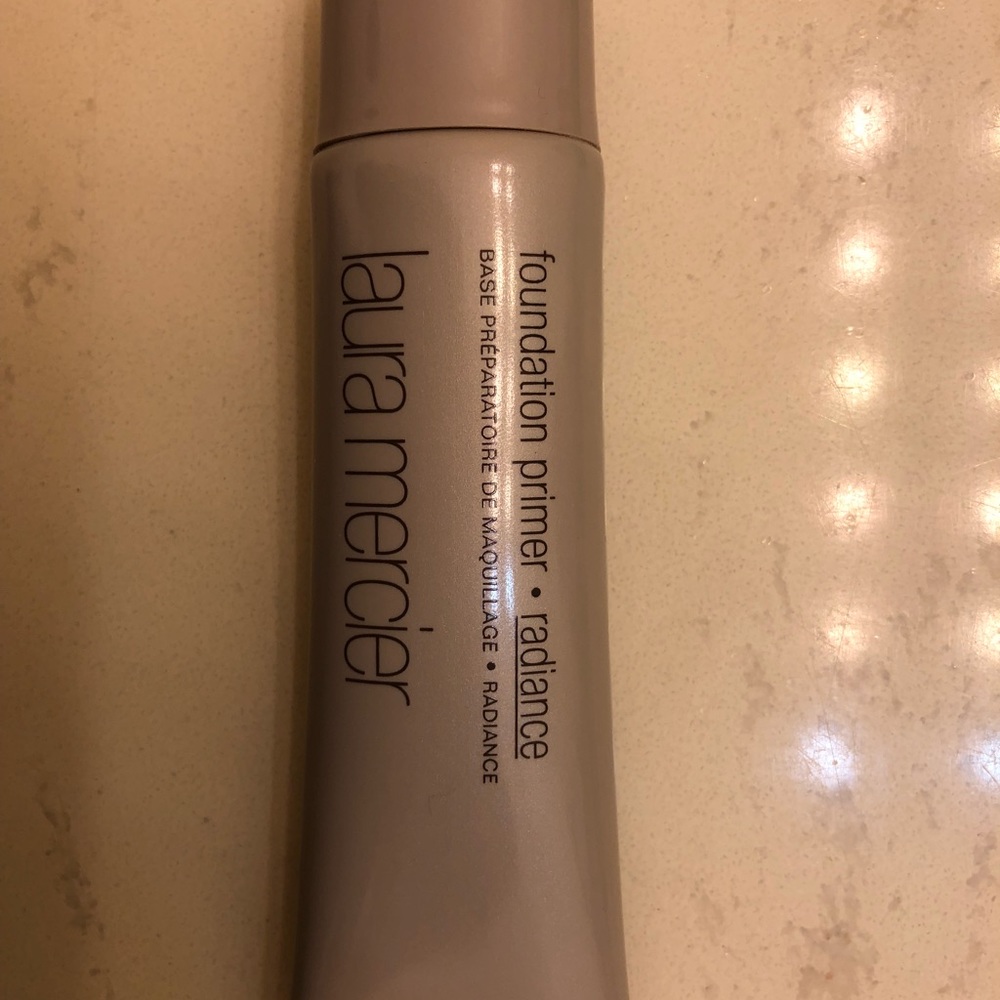 foundation primer • radiance
BASE PRÉPARATOIRE DE MAQUILLAGE • RADIANCE
laura mercier